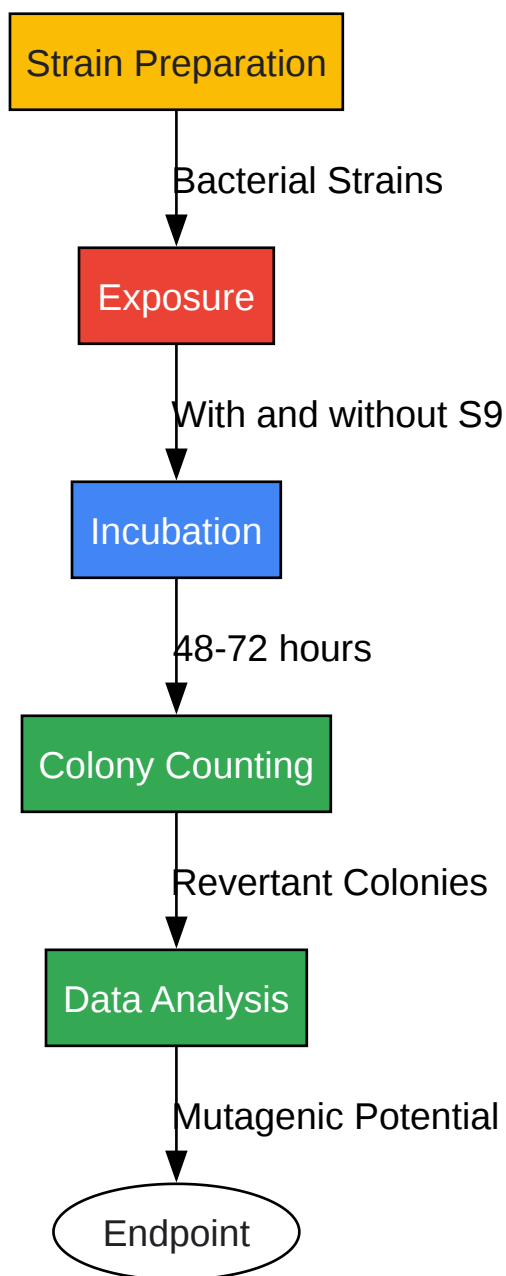 Strain Preparation
Bacterial Strains
Exposure
With and without S9
Incubation
48-72 hours
Colony Counting
Revertant Colonies
Data Analysis
Mutagenic Potential
Endpoint